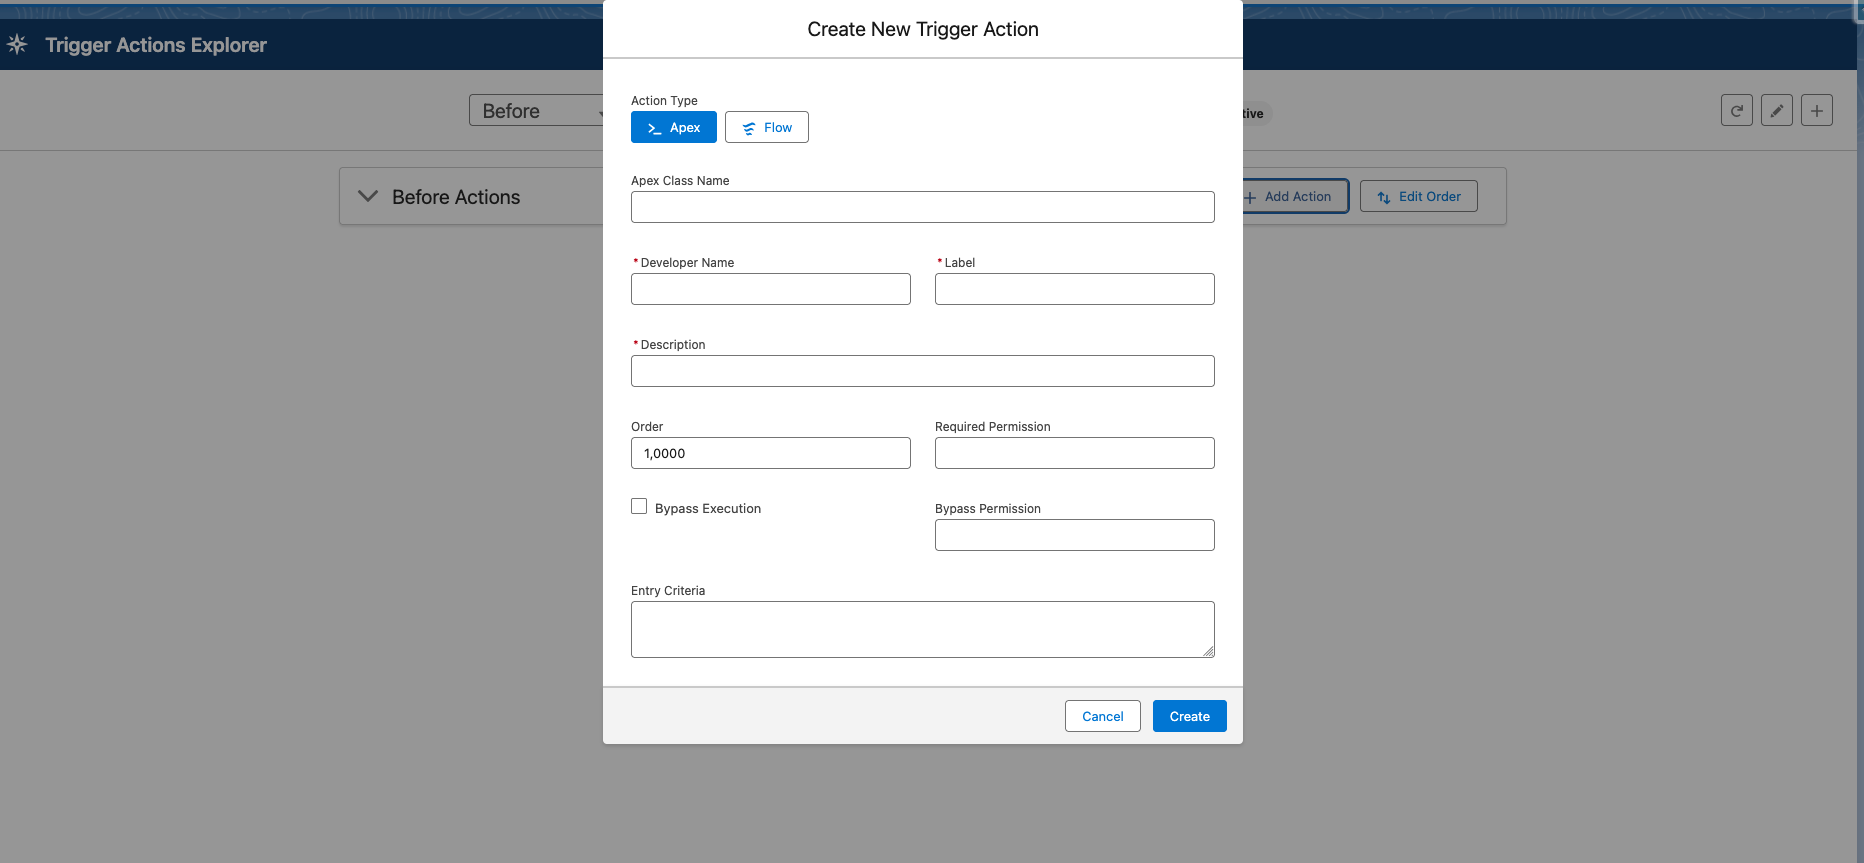 Create New Trigger Action
Trigger Actions Explorer
Before
Action Type
Apex
Flow
Before Actions
Add Action
Edit Order
Apex Class Name
* Developer Name
* Label
* Description
Order
Required Permission
1,0000
Bypass Execution
Bypass Permission
Entry Criteria
Cancel
Create